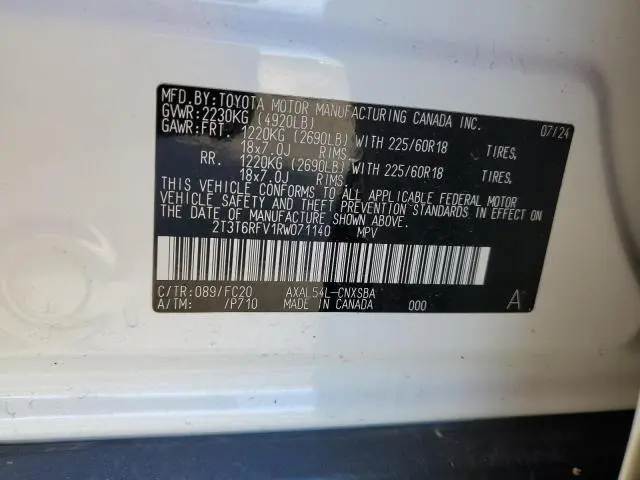 MFD.BY:TOYOTA MOTOR MANUFACTURING CANADA INC. 07/24
GVWR:2230KG (4920LB)
GAWR:FRT. 1220KG (2690LB) WITH 225/60R18 TIRES,
18x7.0J RIMS,
RR. 1220KG (2690LB) WITH 225/60R18 TIRES,
18x7.0J RIMS
THIS VEHICLE CONFORMS TO ALL APPLICABLE FEDERAL MOTOR
VEHICLE SAFETY AND THEFT PREVENTION STANDARDS IN EFFECT ON
THE DATE OF MANUFACTURE SHOWN ABOVE.
2T3T6RFV1RW071140 MPV
C/TR:089/FC20 AXAL54L-CNXSBA
A/TM: /P710 MADE IN CANADA 000 A